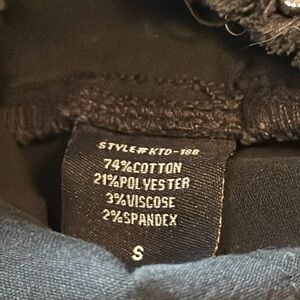 STYLE#KTD-188
74%COTTON
21%POLYESTER
3%VISCOSE
2%SPANDEX
S